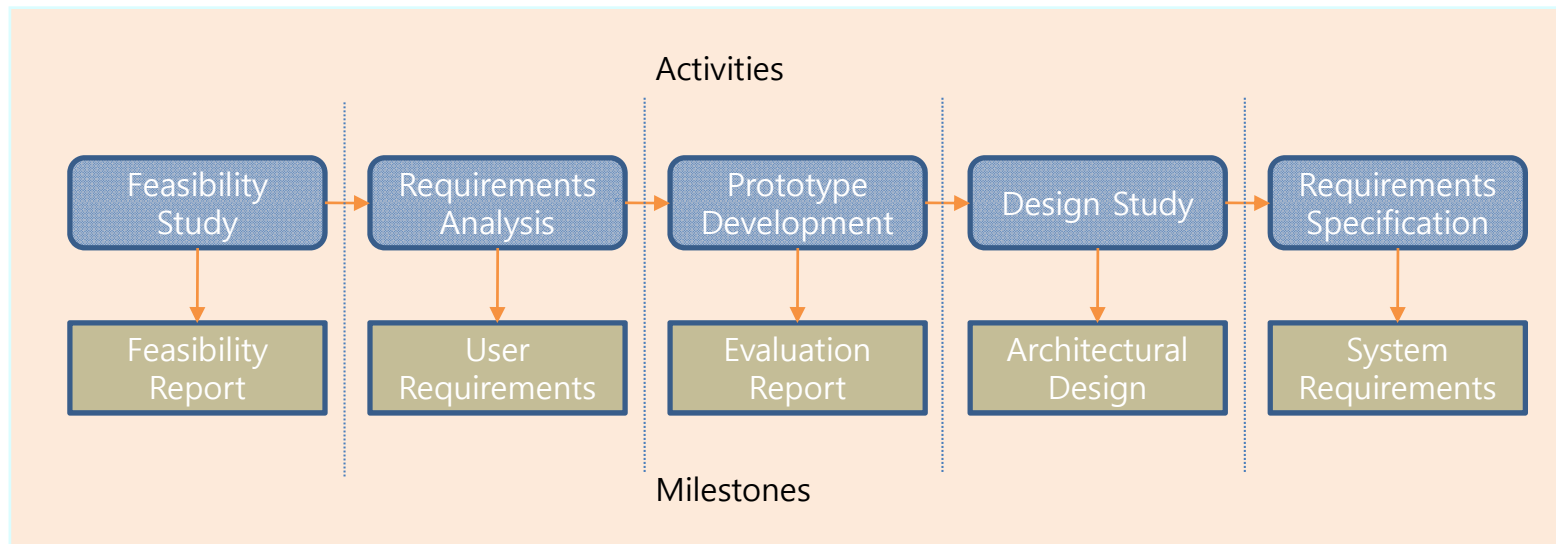 Activities
Feasibility
Study
Requirements
Analysis
Prototype
Development
Design Study
Requirements
Specification
Feasibility
Report
User
Requirements
Evaluation
Report
Architectural
Design
System
Requirements
Milestones